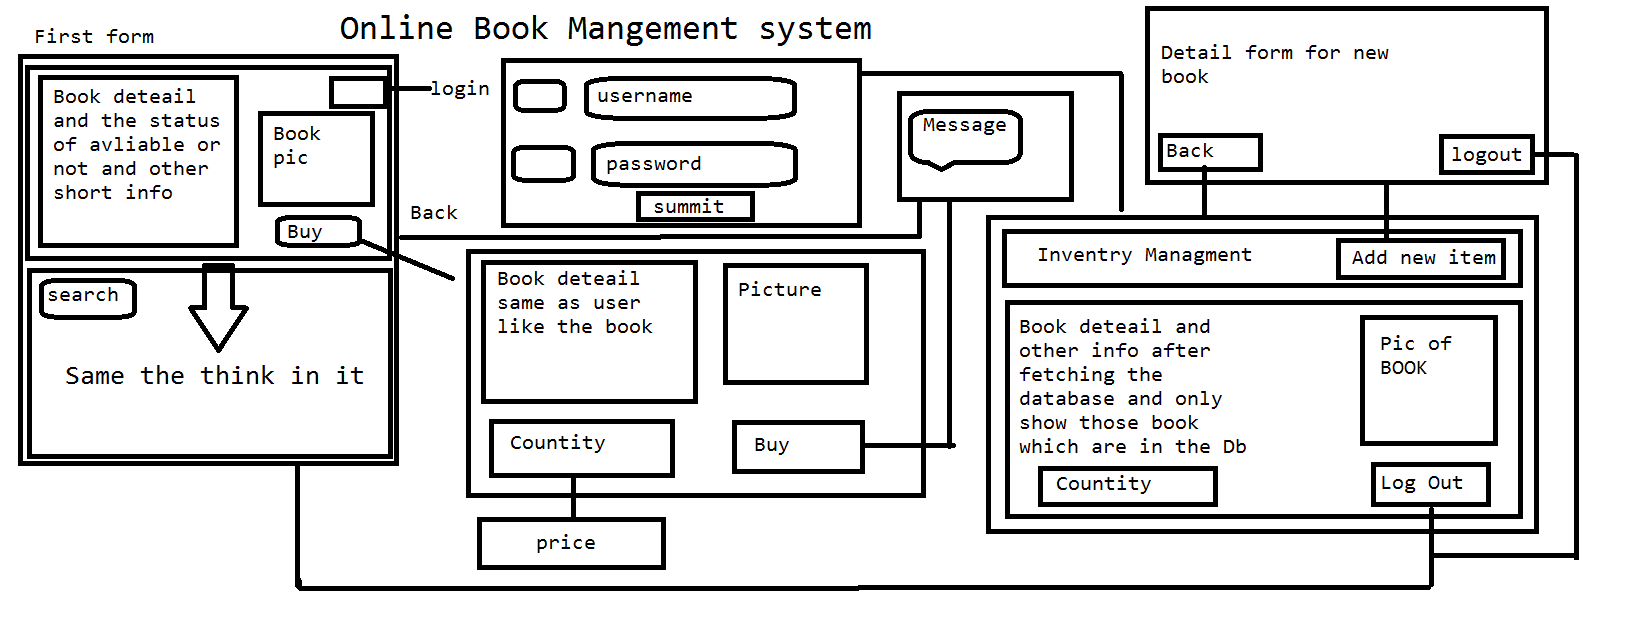 Online Book Mangement system
First form
Book deteail
and the status
of avliable or
not and other
short info
login
Book
pic
Buy
search
Same the think in it
username
password
summit
Back
Message
Book deteail
same as user
like the book
Picture
Countity
Buy
price
Detail form for new
book
Back
logout
Inventry Managment
Add new item
Book deteail and
other info after
fetching the
database and only
show those book
which are in the Db
Pic of
BOOK
Countity
Log Out